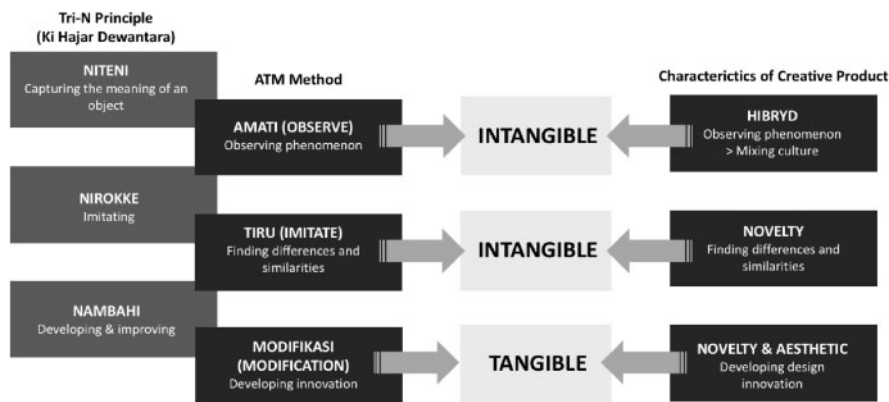 Tri-N Principle
(Ki Hajar Dewantara)
NITENI
Capturing the meaning of an
object
NIROKKE
Imitating
NAMBAHI
Developing & improving
ATM Method
AMATI (OBSERVE)
Observing phenomenon
TIRU (IMITATE)
Finding differences and
similarities
MODIFIKASI
(MODIFICATION)
Developing innovation
INTANGIBLE
INTANGIBLE
TANGIBLE
Characterictics of Creative Product
HIBRYD
Observing phenomenon
> Mixing culture
NOVELTY
Finding differences and
similarities
NOVELTY & AESTHETIC
Developing design
innovation